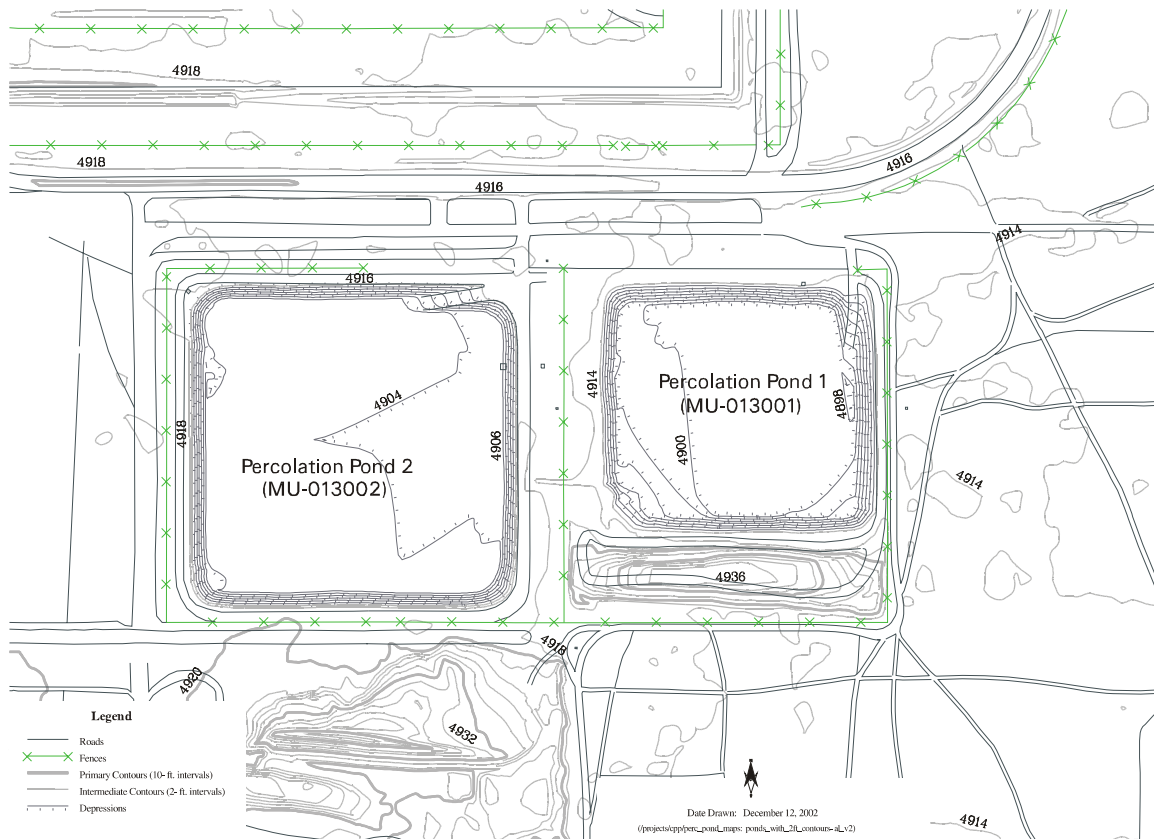 4918
4918
4916
4916
4914
4916
4914
4904
4918
4906
4898
4900
Percolation Pond 1
(MU-013001)
Percolation Pond 2
(MU-013002)
4914
4936
4918
4920
4932
Legend
Roads
Fences
Primary Contours (10- ft. intervals)
Intermediate Contours (2- ft. intervals)
Depressions
Date Drawn: December 12, 2002
(/projects/cpp/perc_pond_maps: ponds_with_2ft_contours-al_v2)
4914